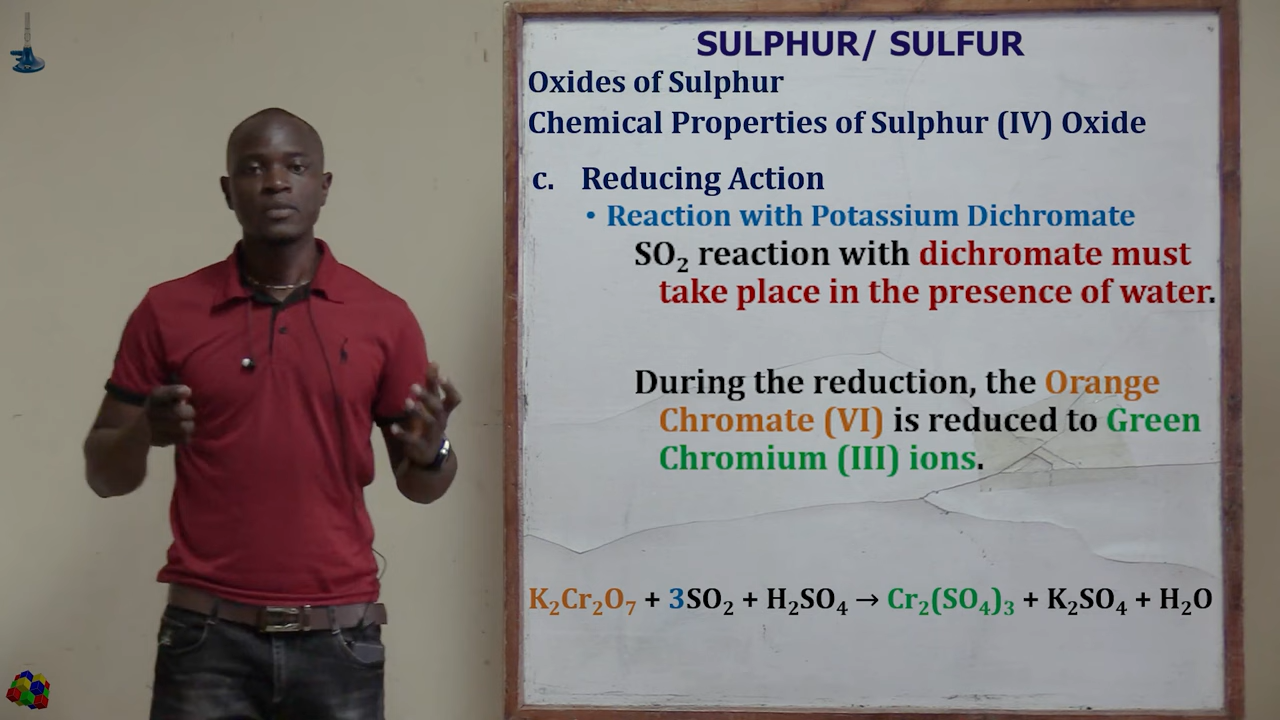 SULPHUR/ SULFUR
Oxides of Sulphur
Chemical Properties of Sulphur (IV) Oxide
c. Reducing Action
• Reaction with Potassium Dichromate
SO₂ reaction with dichromate must
take place in the presence of water.
During the reduction, the Orange
Chromate (VI) is reduced to Green
Chromium (III) ions.
K₂Cr₂O₇ + 3SO₂ + H₂SO₄ → Cr₂(SO₄)₃ + K₂SO₄ + H₂O